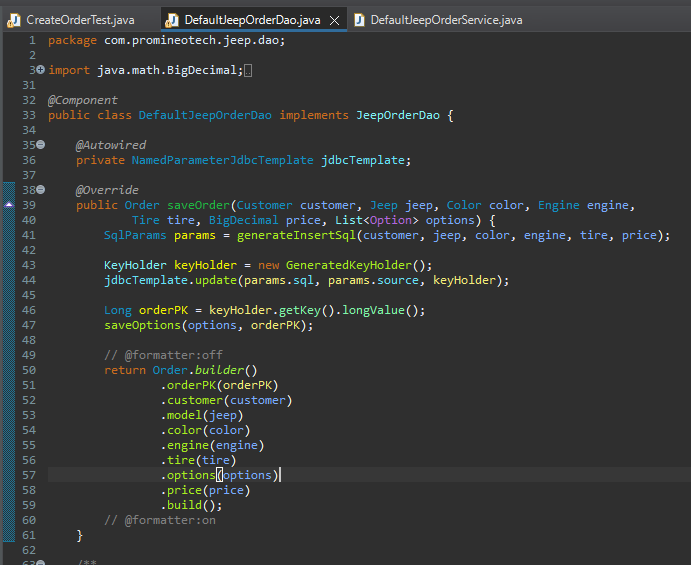 CreateOrderTest.java DefaultJeepOrderDao.java DefaultJeepOrderService.java
1 package com.promineotech.jeep.dao;
2
3 import java.math.BigDecimal;
31
32 @Component
33 public class DefaultJeepOrderDao implements JeepOrderDao {
34
35 @Autowired
36 private NamedParameterJdbcTemplate jdbcTemplate;
37
38 @Override
39 public Order saveOrder(Customer customer, Jeep jeep, Color color, Engine engine,
40 Tire tire, BigDecimal price, List<Option> options) {
41 SqlParams params = generateInsertSql(customer, jeep, color, engine, tire, price);
42
43 KeyHolder keyHolder = new GeneratedKeyHolder();
44 jdbcTemplate.update(params.sql, params.source, keyHolder);
45
46 Long orderPK = keyHolder.getKey().longValue();
47 saveOptions(options, orderPK);
48
49 // @formatter:off
50 return Order.builder()
51 .orderPK(orderPK)
52 .customer(customer)
53 .model(jeep)
54 .color(color)
55 .engine(engine)
56 .tire(tire)
57 .options(options)
58 .price(price)
59 .build();
60 // @formatter:on
61 }
62
63 /**